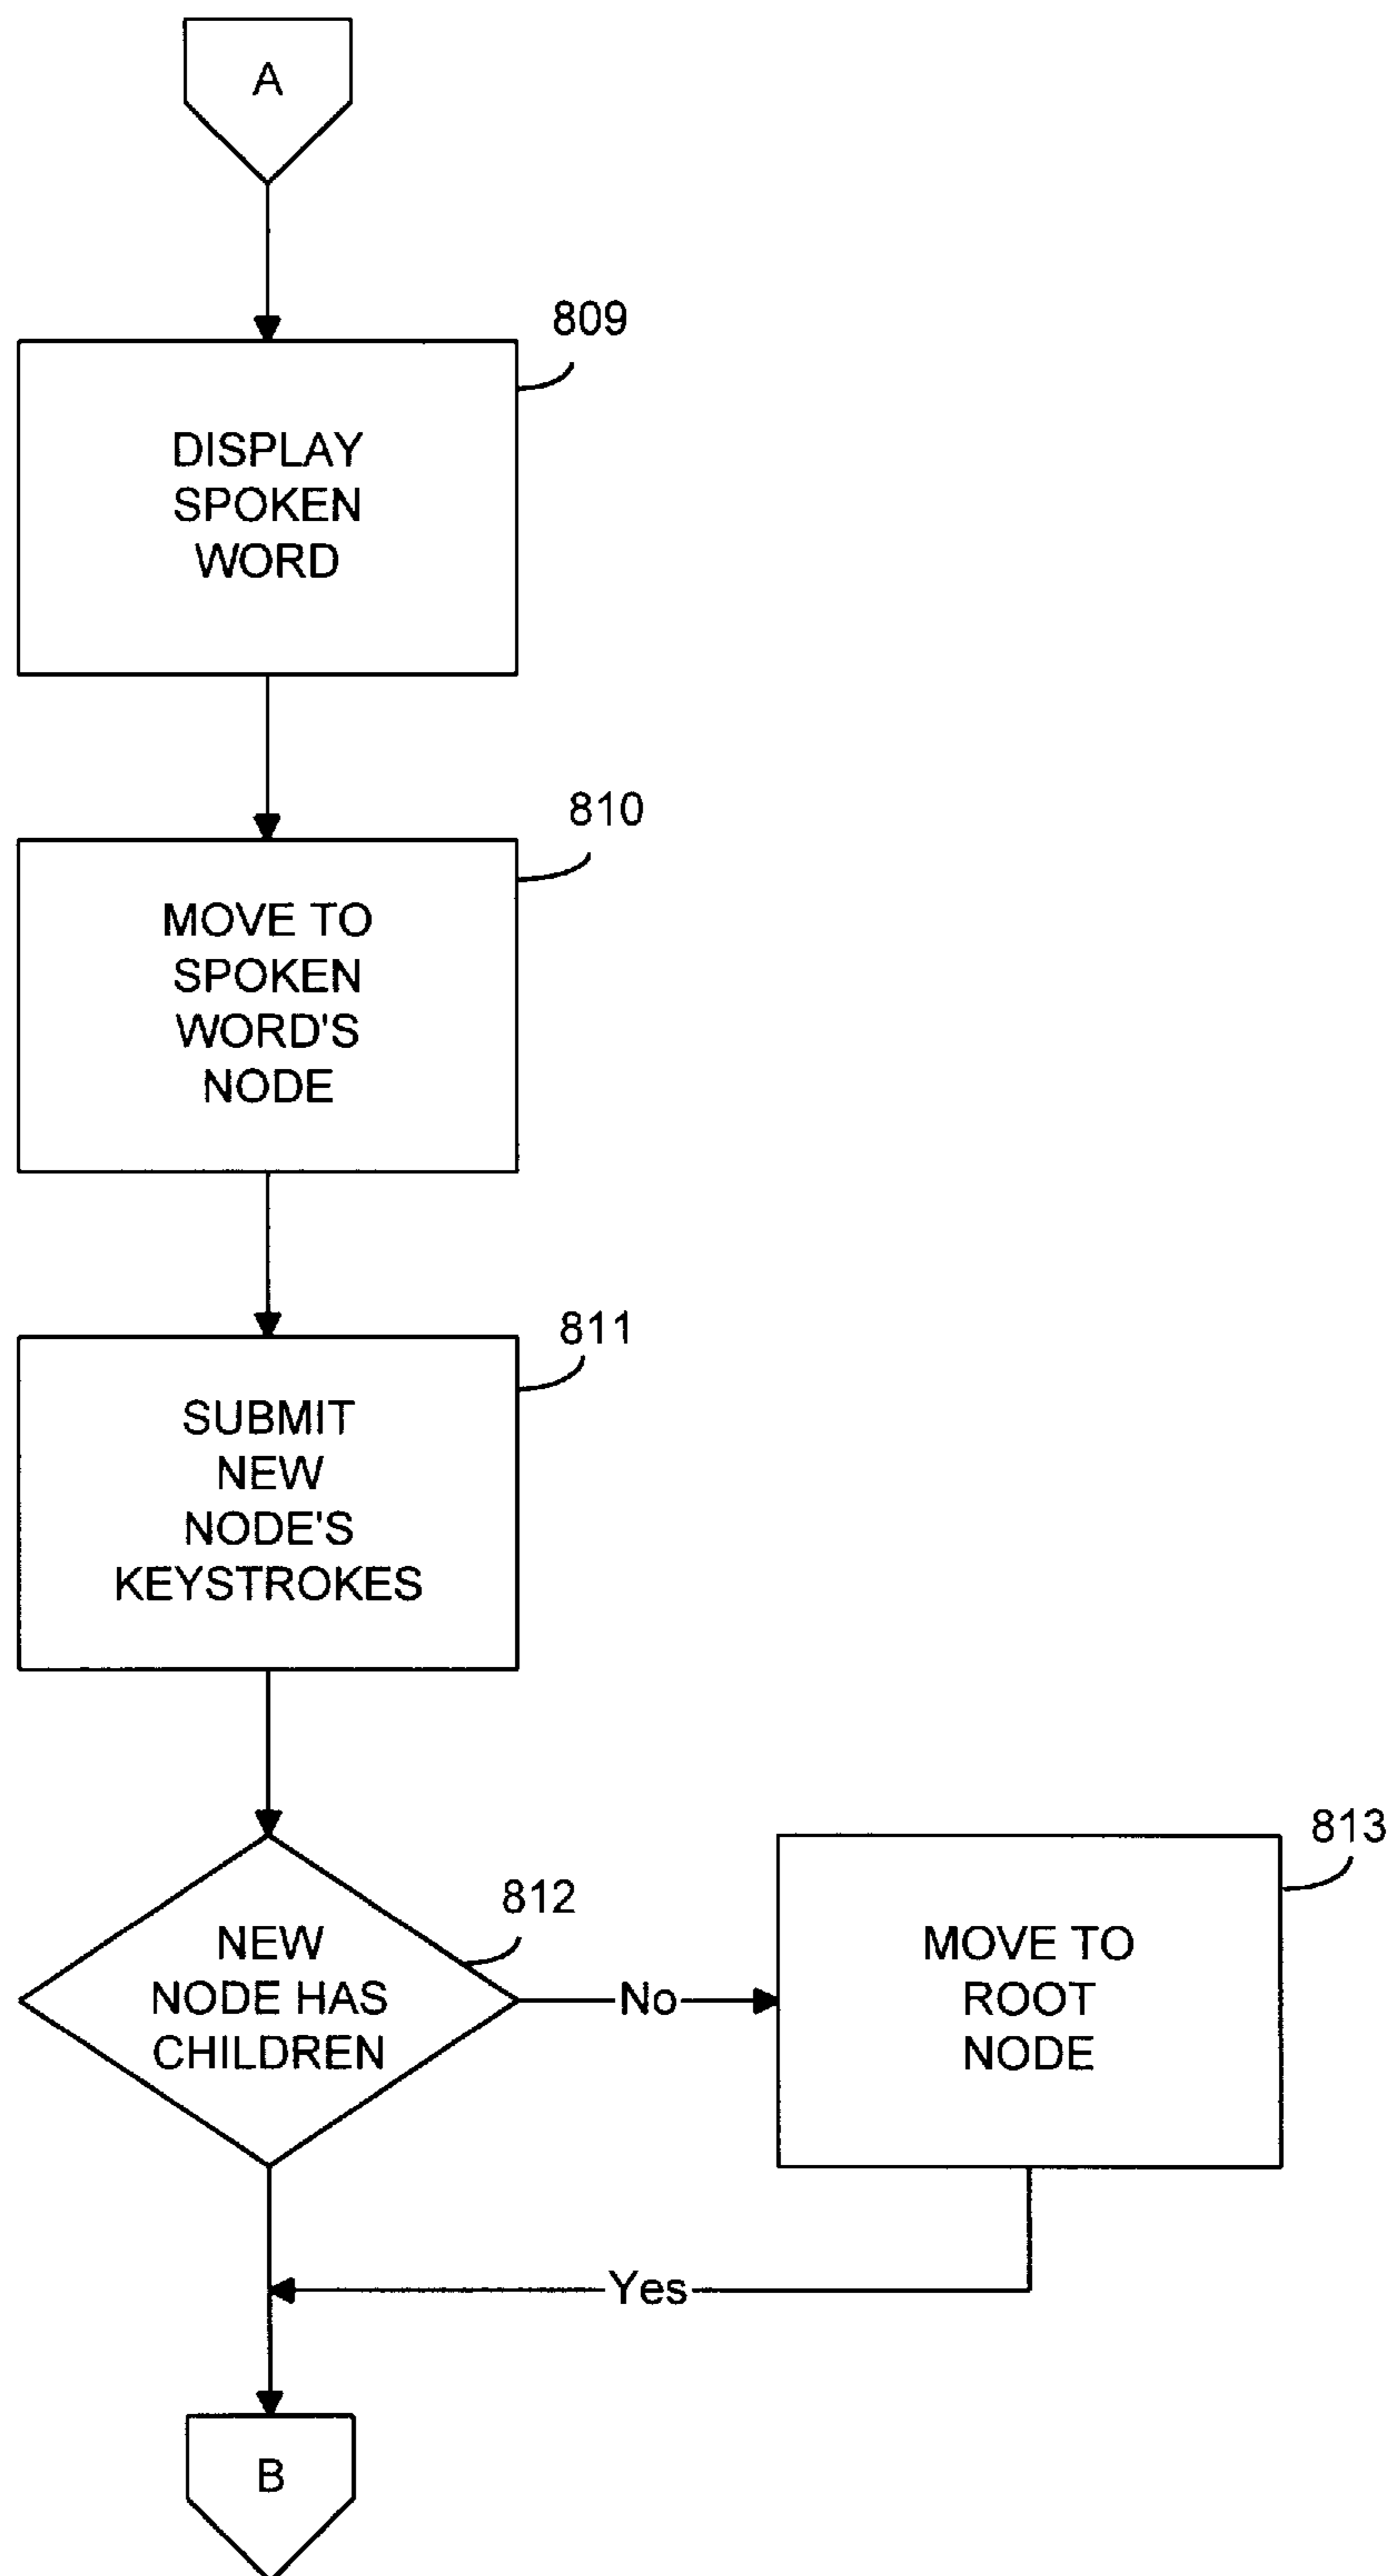 A
809
DISPLAY
SPOKEN
WORD
810
MOVE TO
SPOKEN
WORD'S
NODE
811
SUBMIT
NEW
NODE'S
KEYSTROKES
812
NEW
NODE HAS
CHILDREN
No
813
MOVE TO
ROOT
NODE
Yes
B